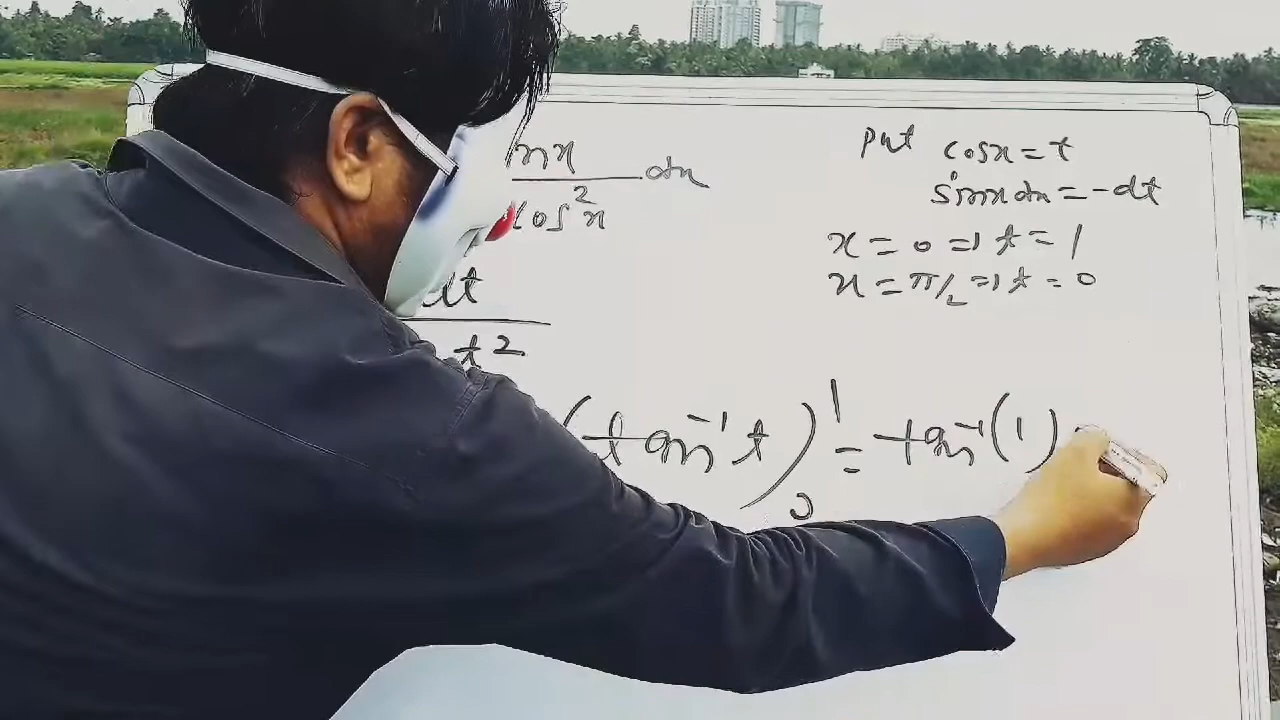 put cosx = t
sinx dx = -dt
x = 0 ⇒ t = 1
x = π/2 ⇒ t = 0
dx
cos²x
dt
t²
(tan⁻¹ t)₀¹ = tan⁻¹(1)